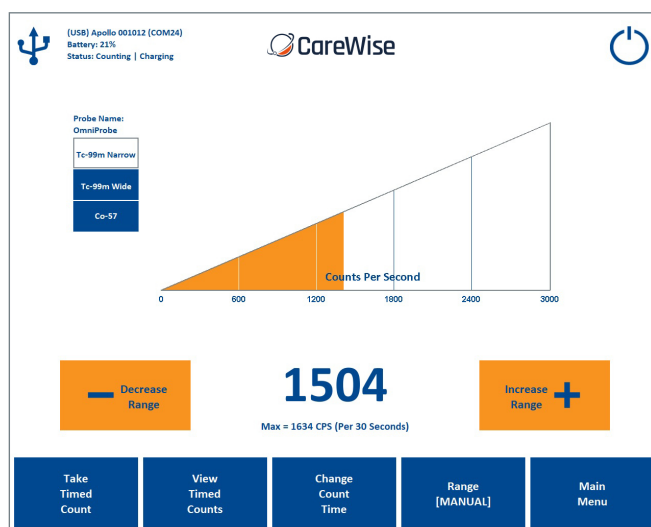 (USB) Apollo 001012 (COM24)
Battery: 21%
Status: Counting | Charging
CareWise
Probe Name:
OmniProbe
Tc-99m Narrow
Tc-99m Wide
Co-57
Counts Per Second
0 600 1200 1800 2400 3000
Decrease
Range
1504
Max = 1634 CPS (Per 30 Seconds)
Increase
Range
Take
Timed
Count
View
Timed
Counts
Change
Count
Time
Range
[MANUAL]
Main
Menu